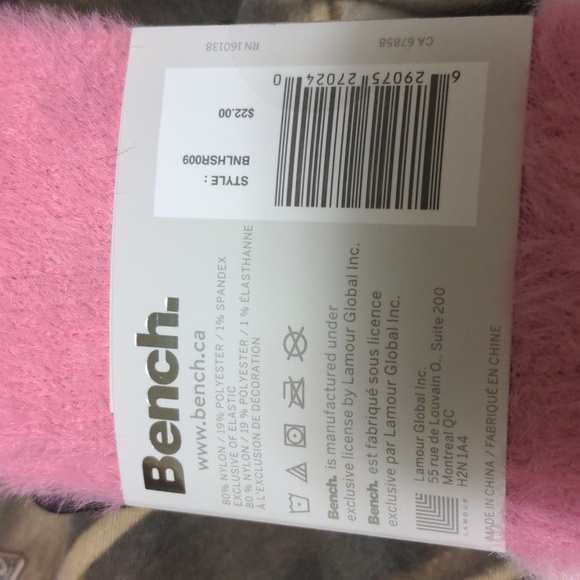 Bench.
www.bench.ca
80% NYLON / 19% POLYESTER / 1% SPANDEX
EXCLUSIVE OF ELASTIC
80 % NYLON / 19 % POLYESTER / 1 % ÉLASTHANNE
À L'EXCLUSION DE DÉCORATION
Bench. is manufactured under
exclusive license by Lamour Global Inc.
Bench. est fabriqué sous licence
exclusive par Lamour Global Inc.
LAMOUR
Lamour Global Inc.
55 rue de Louvain O., Suite 200
Montreal QC
H2N 1A4
MADE IN CHINA / FABRIQUÉ EN CHINE
STYLE :
BNLHSR009
$22.00
6 29075 27024 0
RN 160138
CA 67858